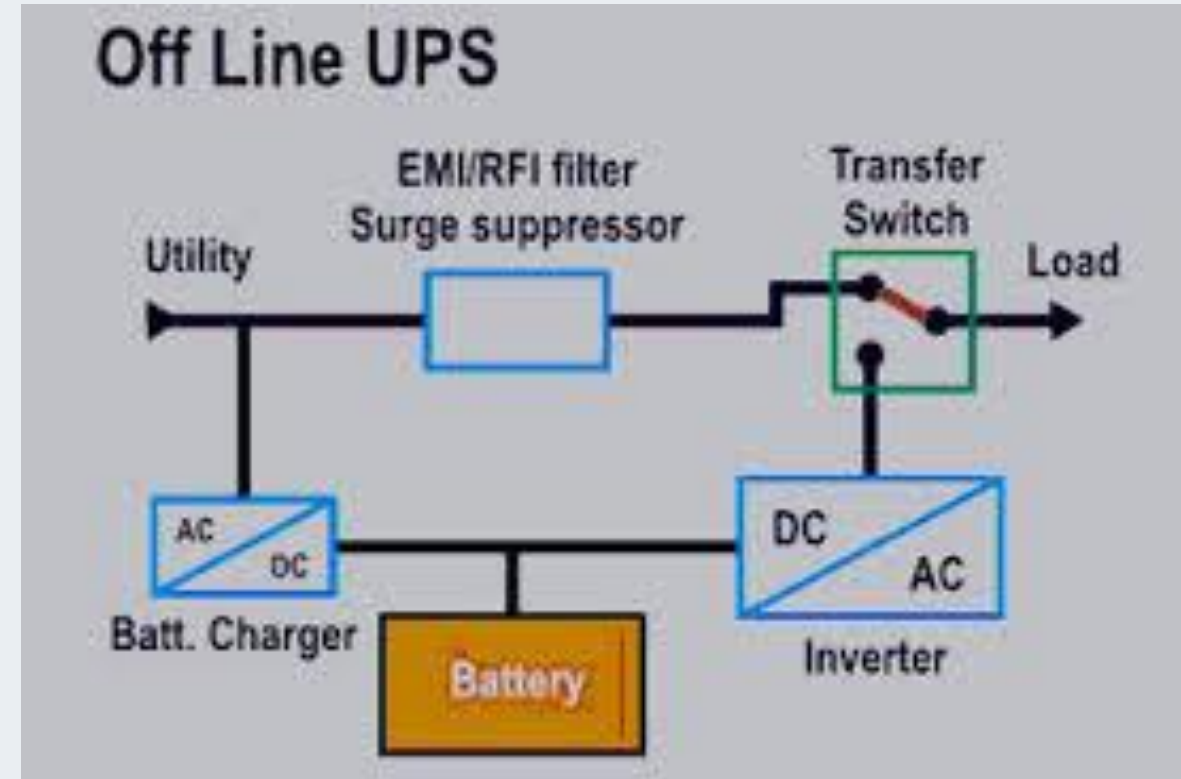 Off Line UPS
EMI/RFI filter
Surge suppressor
Transfer
Switch
Utility
Load
AC
DC
Batt. Charger
Battery
DC
AC
Inverter